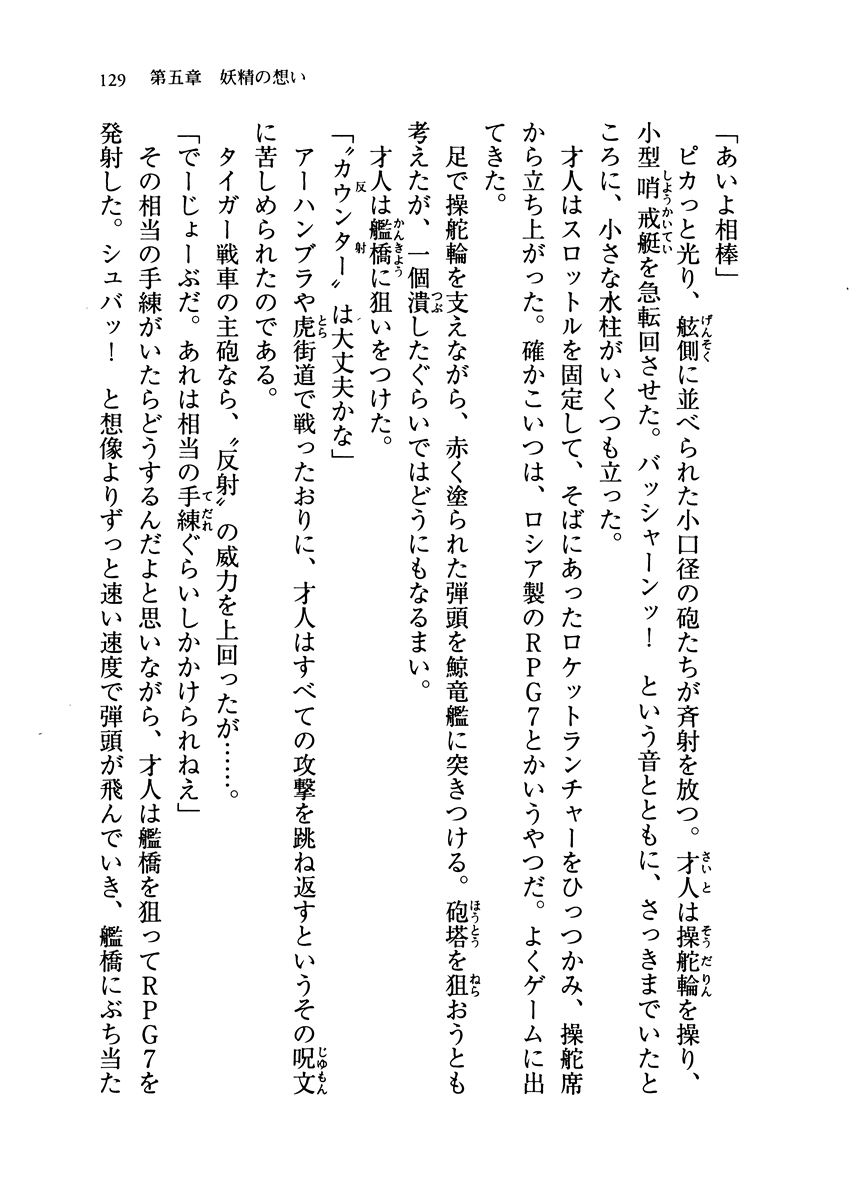 129　第五章　妖精の想い
「あいよ相棒」
　ピカっと光り、舷側に並べられた小口径の砲たちが斉射を放つ。才人は操舵輪を操り、
小型哨戒艇を急転回させた。バッシャーンッ！　という音とともに、さっきまでいたと
ころに、小さな水柱がいくつも立った。
　才人はスロットルを固定して、そばにあったロケットランチャーをひっつかみ、操舵席
から立ち上がった。確かこいつは、ロシア製のＲＰＧ７とかいうやつだ。よくゲームに出
てきた。
　足で操舵輪を支えながら、赤く塗られた弾頭を鯨竜艦に突きつける。砲塔を狙おうとも
考えたが、一個潰したぐらいではどうにもなるまい。
　才人は艦橋に狙いをつけた。
「〝カウンター〟は大丈夫かな」
　アーハンブラや虎街道で戦ったおりに、才人はすべての攻撃を跳ね返すというその呪文
に苦しめられたのである。
　タイガー戦車の主砲なら、〝反射〟の威力を上回ったが……。
「でーじょーぶだ。あれは相当の手練ぐらいしかかけられねえ」
　その相当の手練がいたらどうするんだよと思いながら、才人は艦橋を狙ってＲＰＧ７を
発射した。シュバッ！　と想像よりずっと速い速度で弾頭が飛んでいき、艦橋にぶち当た